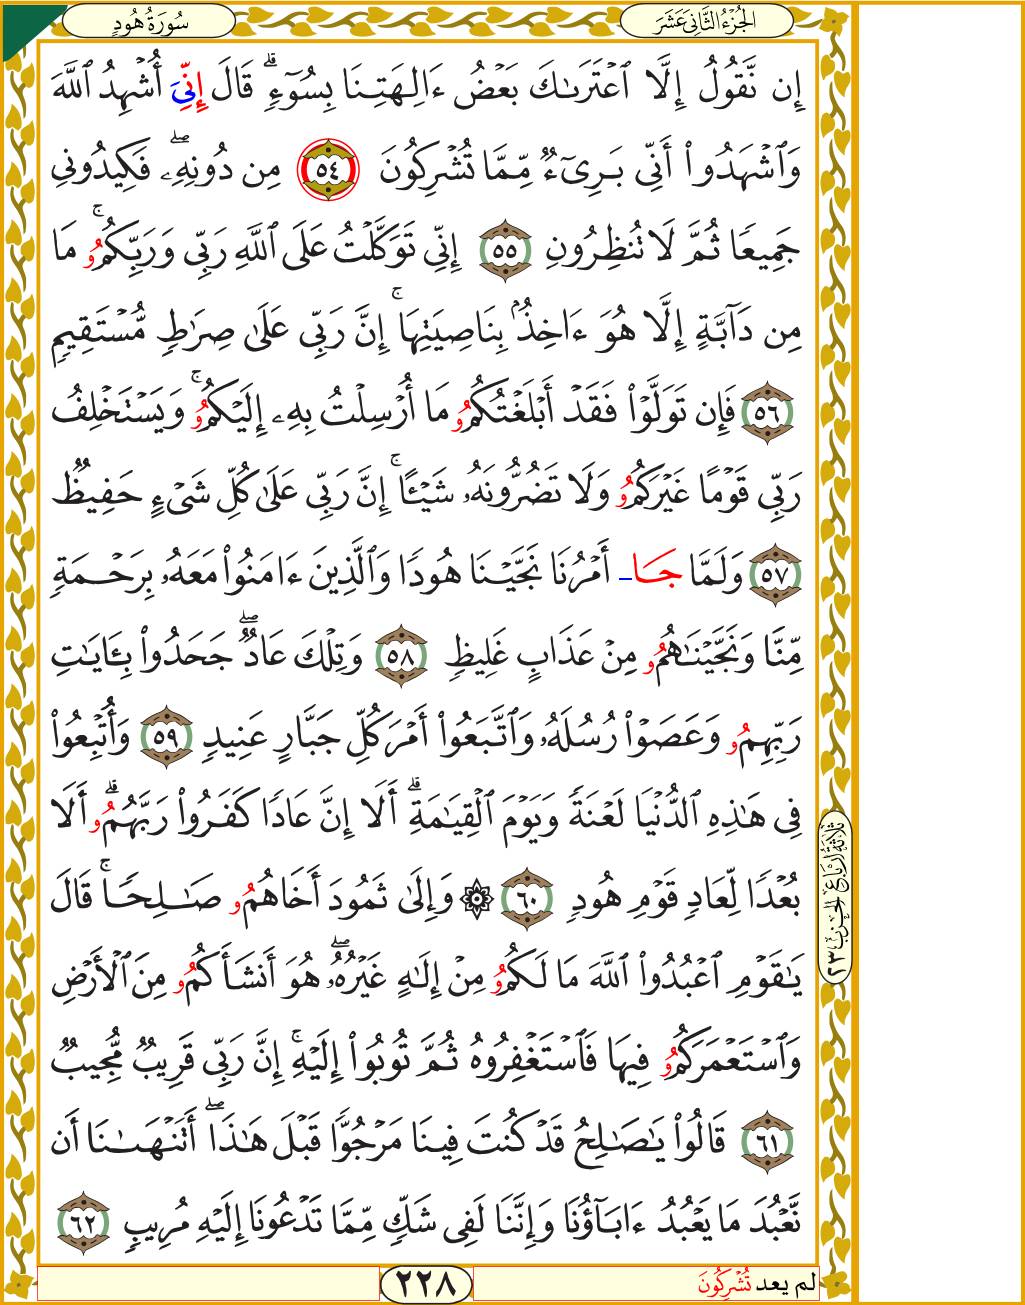 الجُزْءُ الثَّانِي عَشَرَ
سُورَةُ هُودٍ
إِن نَّقُولُ إِلَّا ٱعْتَرَىٰكَ بَعْضُ ءَالِهَتِنَا بِسُوٓءٍۗ قَالَ إِنِّيَ أُشْهِدُ ٱللَّهَ
وَٱشْهَدُوا۟ أَنِّي بَرِيٓءٌ مِّمَّا تُشْرِكُونَ ٥٤ مِن دُونِهِۦۖ فَكِيدُونِي
جَمِيعًا ثُمَّ لَا تُنظِرُونِ ٥٥ إِنِّي تَوَكَّلْتُ عَلَى ٱللَّهِ رَبِّي وَرَبِّكُمُوۚ مَا
مِن دَآبَّةٍ إِلَّا هُوَ ءَاخِذٌۢ بِنَاصِيَتِهَآۚ إِنَّ رَبِّي عَلَىٰ صِرَٰطٍ مُّسْتَقِيمٍ
٥٦ فَإِن تَوَلَّوْا۟ فَقَدْ أَبْلَغْتُكُمُو مَا أُرْسِلْتُ بِهِۦ إِلَيْكُمُوۚ وَيَسْتَخْلِفُ
رَبِّي قَوْمًا غَيْرَكُمُو وَلَا تَضُرُّونَهُۥ شَيْـًٔاۚ إِنَّ رَبِّي عَلَىٰ كُلِّ شَيْءٍ حَفِيظٌ
٥٧ وَلَمَّا جَا أَمْرُنَا نَجَّيْنَا هُودًا وَٱلَّذِينَ ءَامَنُوا۟ مَعَهُۥ بِرَحْمَةٍ
مِّنَّا وَنَجَّيْنَـٰهُمُو مِنْ عَذَابٍ غَلِيظٍ ٥٨ وَتِلْكَ عَادٌۖ جَحَدُوا۟ بِـَٔايَـٰتِ
رَبِّهِمُو وَعَصَوْا۟ رُسُلَهُۥ وَٱتَّبَعُوا۟ أَمْرَ كُلِّ جَبَّارٍ عَنِيدٍ ٥٩ وَأُتْبِعُوا۟
فِي هَـٰذِهِ ٱلدُّنْيَا لَعْنَةً وَيَوْمَ ٱلْقِيَـٰمَةِۗ أَلَا إِنَّ عَادًا كَفَرُوا۟ رَبَّهُمُوۗ أَلَا
بُعْدًا لِّعَادٍ قَوْمِ هُودٍ ٦٠ ۞ وَإِلَىٰ ثَمُودَ أَخَاهُمُو صَـٰلِحًاۚ قَالَ
يَـٰقَوْمِ ٱعْبُدُوا۟ ٱللَّهَ مَا لَكُمُو مِنْ إِلَـٰهٍ غَيْرُهُۥۖ هُوَ أَنشَأَكُمُو مِنَ ٱلْأَرْضِ
وَٱسْتَعْمَرَكُمُو فِيهَا فَٱسْتَغْفِرُوهُ ثُمَّ تُوبُوا۟ إِلَيْهِۚ إِنَّ رَبِّي قَرِيبٌ مُّجِيبٌ
٦١ قَالُوا۟ يَـٰصَـٰلِحُ قَدْ كُنتَ فِينَا مَرْجُوًّا قَبْلَ هَـٰذَاۖ أَتَنْهَىٰنَا أَن
نَّعْبُدَ مَا يَعْبُدُ ءَابَآؤُنَا وَإِنَّنَا لَفِي شَكٍّ مِّمَّا تَدْعُونَا إِلَيْهِ مُرِيبٍ ٦٢
ثلاثة ارباع الحزب ٢٣
لم يعد تُشْرِكُونَ
٢٢٨